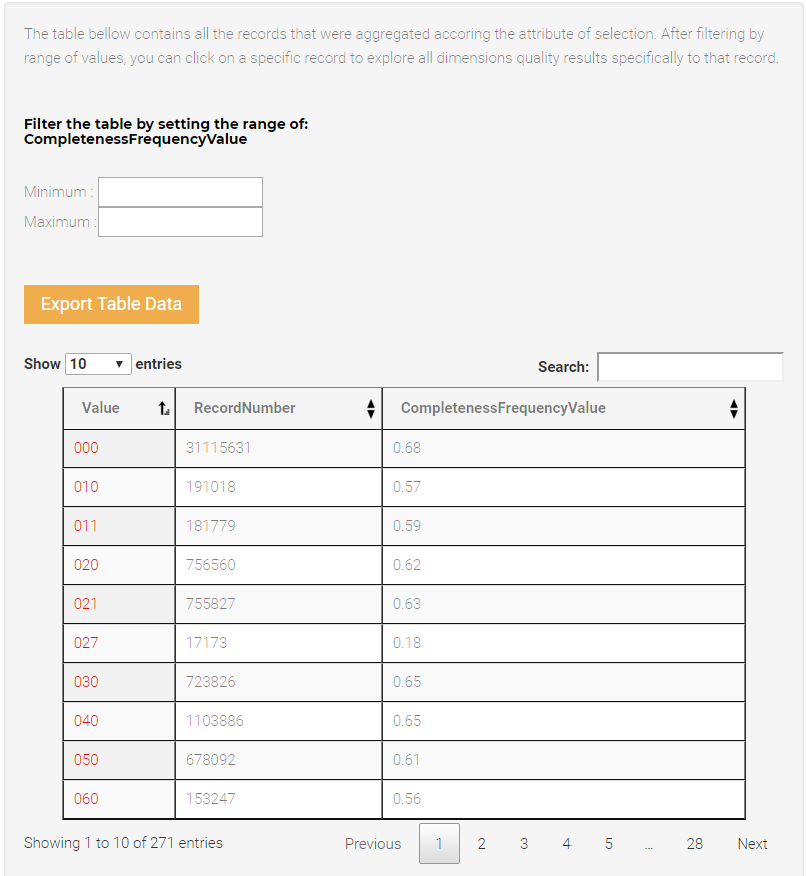 The table bellow contains all the records that were aggregated accoring the attribute of selection. After filtering by
range of values, you can click on a specific record to explore all dimensions quality results specifically to that record.
Filter the table by setting the range of:
CompletenessFrequencyValue
Minimum :
Maximum :
Export Table Data
Show 10 entries
Search:
Value RecordNumber CompletenessFrequencyValue
000 31115631 0.68
010 191018 0.57
011 181779 0.59
020 756560 0.62
021 755827 0.63
027 17173 0.18
030 723826 0.65
040 1103886 0.65
050 678092 0.61
060 153247 0.56
Showing 1 to 10 of 271 entries Previous 1 2 3 4 5 ... 28 Next